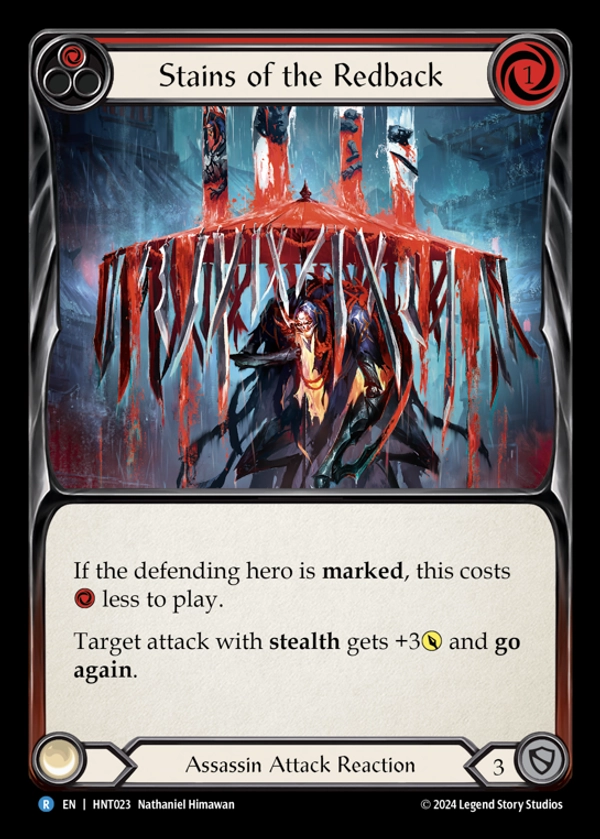 Stains of the Redback
1
If the defending hero is marked, this costs
less to play.
Target attack with stealth gets +3 and go
again.
Assassin Attack Reaction
3
R EN | HNT023 Nathaniel Himawan
© 2024 Legend Story Studios